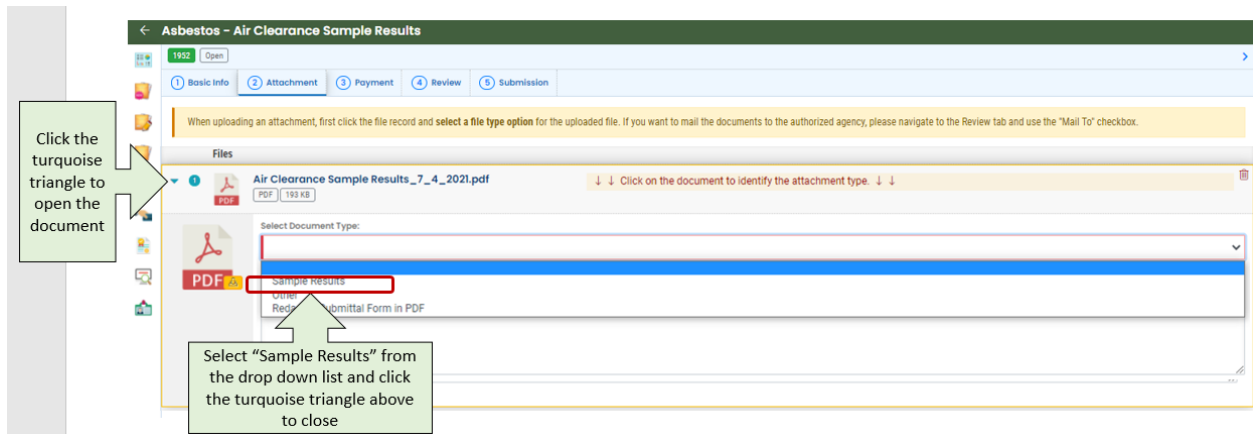 Asbestos - Air Clearance Sample Results
1952 Open
1 Basic Info 2 Attachment 3 Payment 4 Review 5 Submission
When uploading an attachment, first click the file record and select a file type option for the uploaded file. If you want to mail the documents to the authorized agency, please navigate to the Review tab and use the "Mail To" checkbox.
Files
Click the
turquoise
triangle to
open the
document
1 PDF Air Clearance Sample Results_7_4_2021.pdf ↓ ↓ Click on the document to identify the attachment type. ↓ ↓
PDF 193 KB
Select Document Type:
PDF
Sample Results
Other
Submittal Form in PDF
Select “Sample Results” from
the drop down list and click
the turquoise triangle above
to close